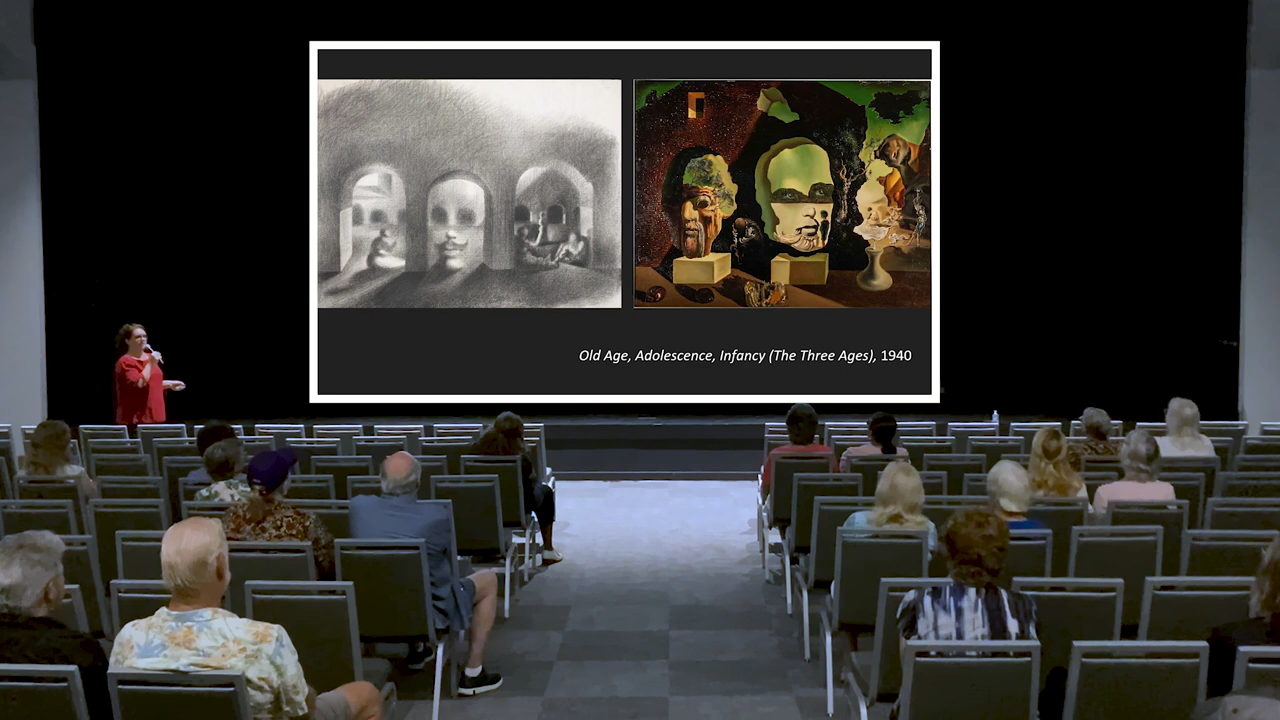 Old Age, Adolescence, Infancy (The Three Ages), 1940